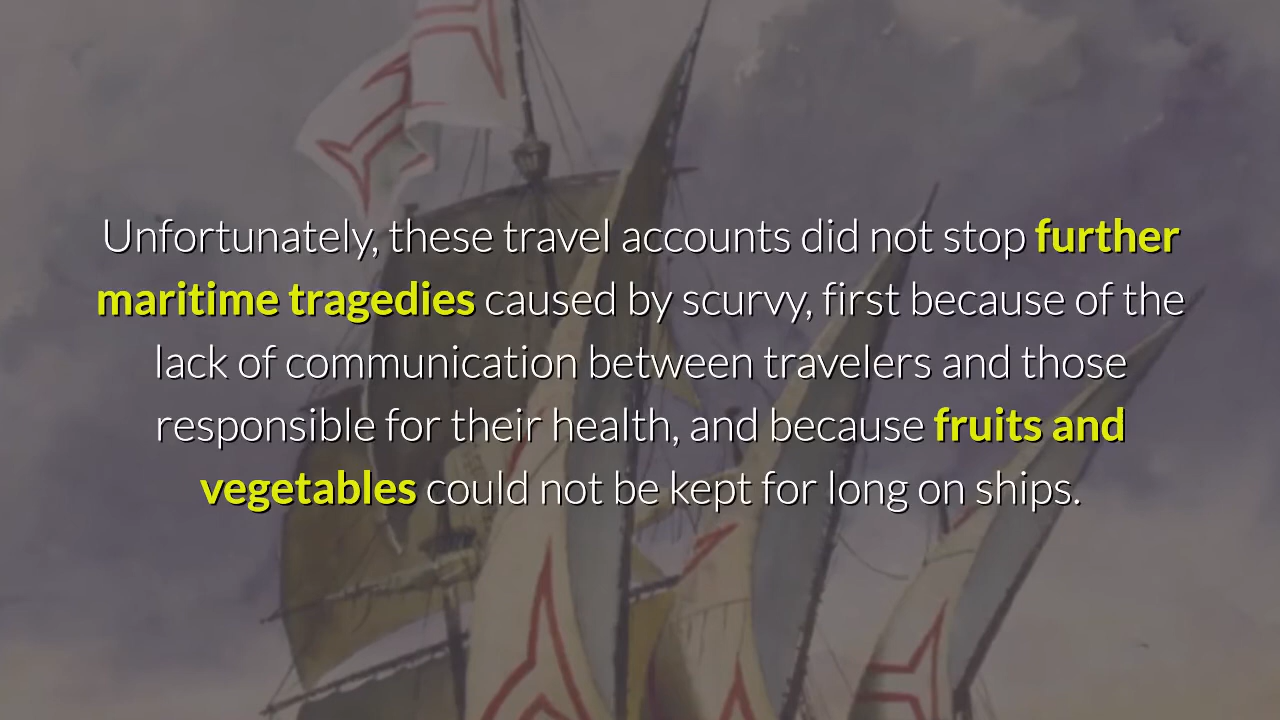 Unfortunately, these travel accounts did not stop further
maritime tragedies caused by scurvy, first because of the
lack of communication between travelers and those
responsible for their health, and because fruits and
vegetables could not be kept for long on ships.